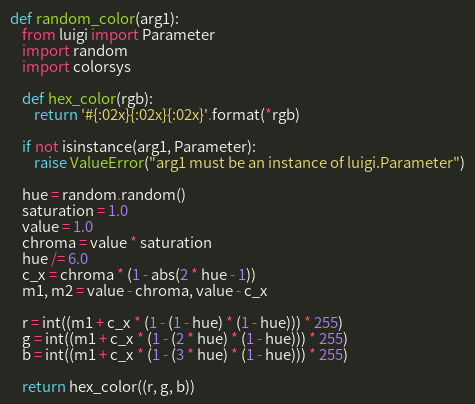 def random_color(arg1):
from luigi import Parameter
import random
import colorsys
def hex_color(rgb):
return '#{:02x}{:02x}{:02x}'.format(*rgb)
if not isinstance(arg1, Parameter):
raise ValueError("arg1 must be an instance of luigi.Parameter")
hue = random.random()
saturation = 1.0
value = 1.0
chroma = value * saturation
hue /= 6.0
c_x = chroma * (1 - abs(2 * hue - 1))
m1, m2 = value - chroma, value - c_x
r = int((m1 + c_x * (1 - (1 - hue) * (1 - hue))) * 255)
g = int((m1 + c_x * (1 - (2 * hue) * (1 - hue))) * 255)
b = int((m1 + c_x * (1 - (3 * hue) * (1 - hue))) * 255)
return hex_color((r, g, b))